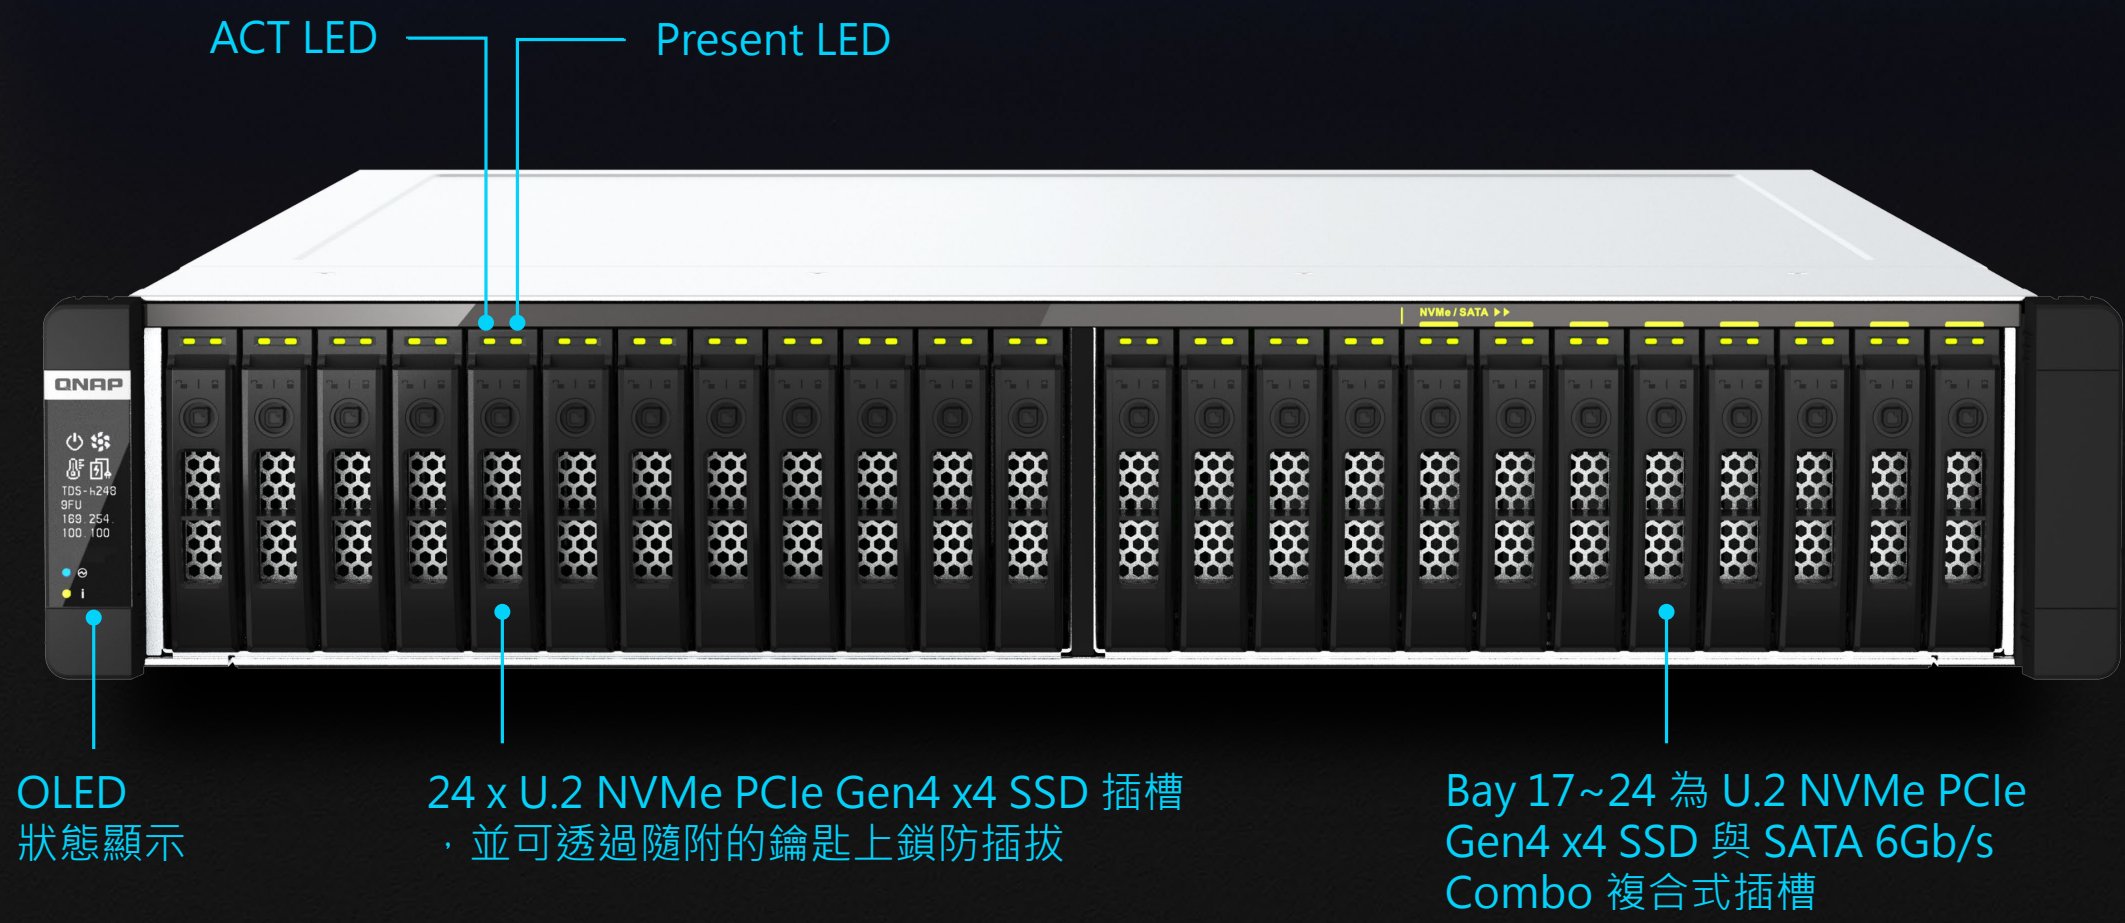 ACT LED
Present LED
NVMe / SATA
QNAP
TDS-h248
9FU
169.254.
100.100
i
OLED
狀態顯示
24 x U.2 NVMe PCIe Gen4 x4 SSD 插槽
，並可透過隨附的鑰匙上鎖防插拔
Bay 17~24 為 U.2 NVMe PCIe
Gen4 x4 SSD 與 SATA 6Gb/s
Combo 複合式插槽